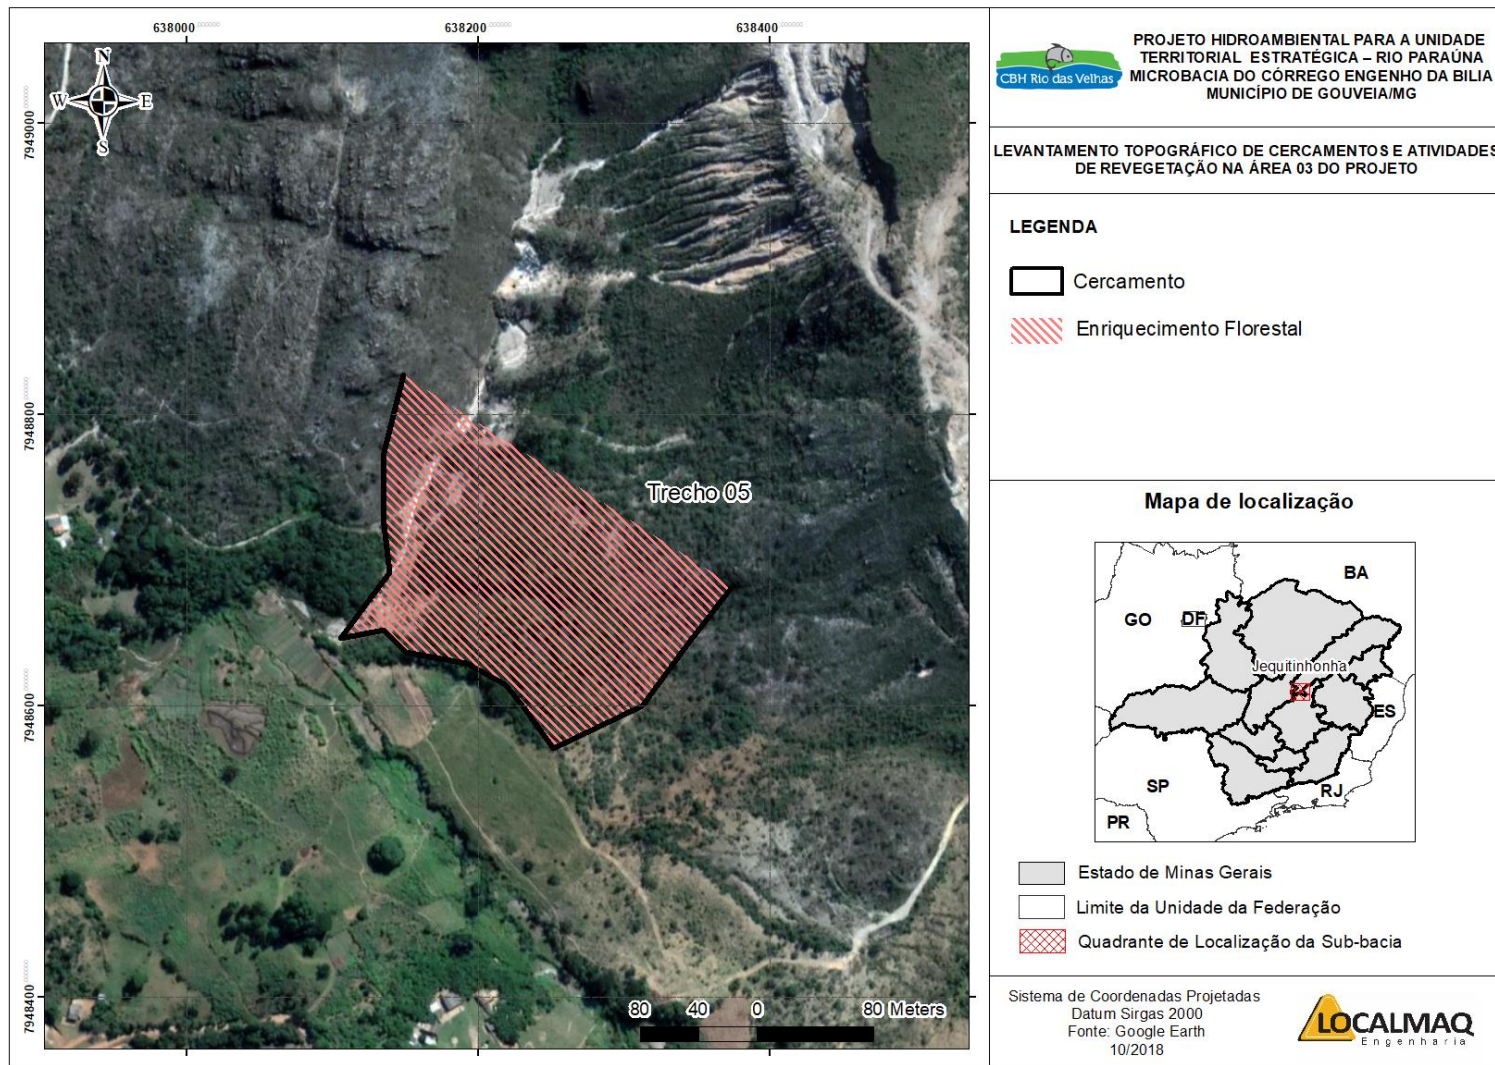 638000
638200
638400
7949000
7948800
7948600
7948400
N
W
E
S
Trecho 05
80 40 0 80 Meters
CBH Rio das Velhas
PROJETO HIDROAMBIENTAL PARA A UNIDADE
TERRITORIAL ESTRATÉGICA – RIO PARAÚNA
MICROBACIA DO CÓRREGO ENGENHO DA BILIA
MUNICÍPIO DE GOUVEIA/MG
LEVANTAMENTO TOPOGRÁFICO DE CERCAMENTOS E ATIVIDADES
DE REVEGETAÇÃO NA ÁREA 03 DO PROJETO
LEGENDA
Cercamento
Enriquecimento Florestal
Mapa de localização
BA
GO
DF
Jequitinhonha
ES
SP
RJ
PR
Estado de Minas Gerais
Limite da Unidade da Federação
Quadrante de Localização da Sub-bacia
Sistema de Coordenadas Projetadas
Datum Sirgas 2000
Fonte: Google Earth
10/2018
LOCALMAQ
Engenharia